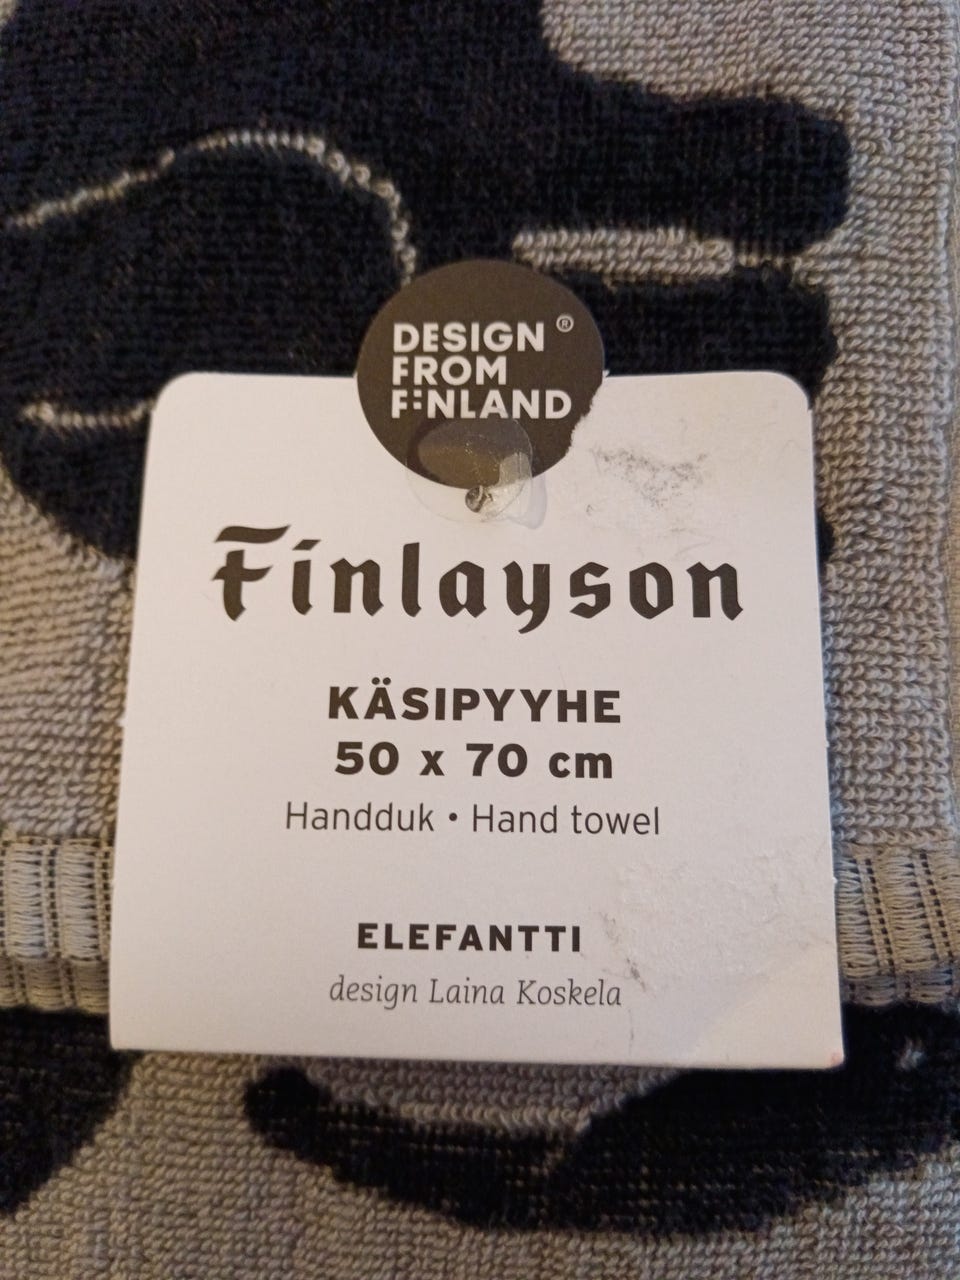 DESIGN ®
FROM
FINLAND
Finlayson
KÄSIPYYHE
50 x 70 cm
Handduk • Hand towel
ELEFANTTI
design Laina Koskela